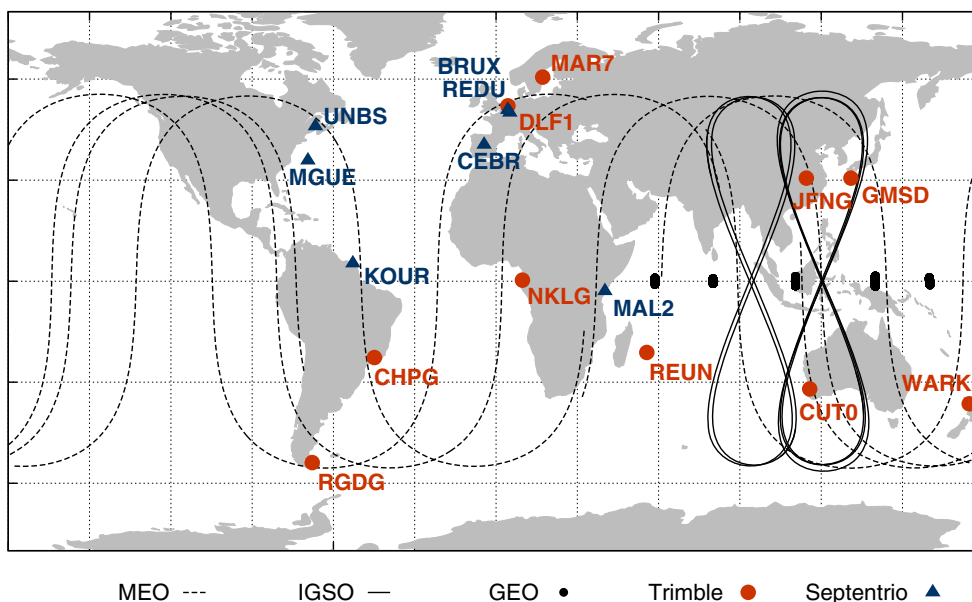 BRUX
MAR7
REDU
UNBS
DLF1
CEBR
MGUE
JFNG
GMSD
KOUR
NKLG
MAL2
REUN
CHPG
WARK
CUT0
RGDG
MEO IGSO GEO Trimble Septentrio